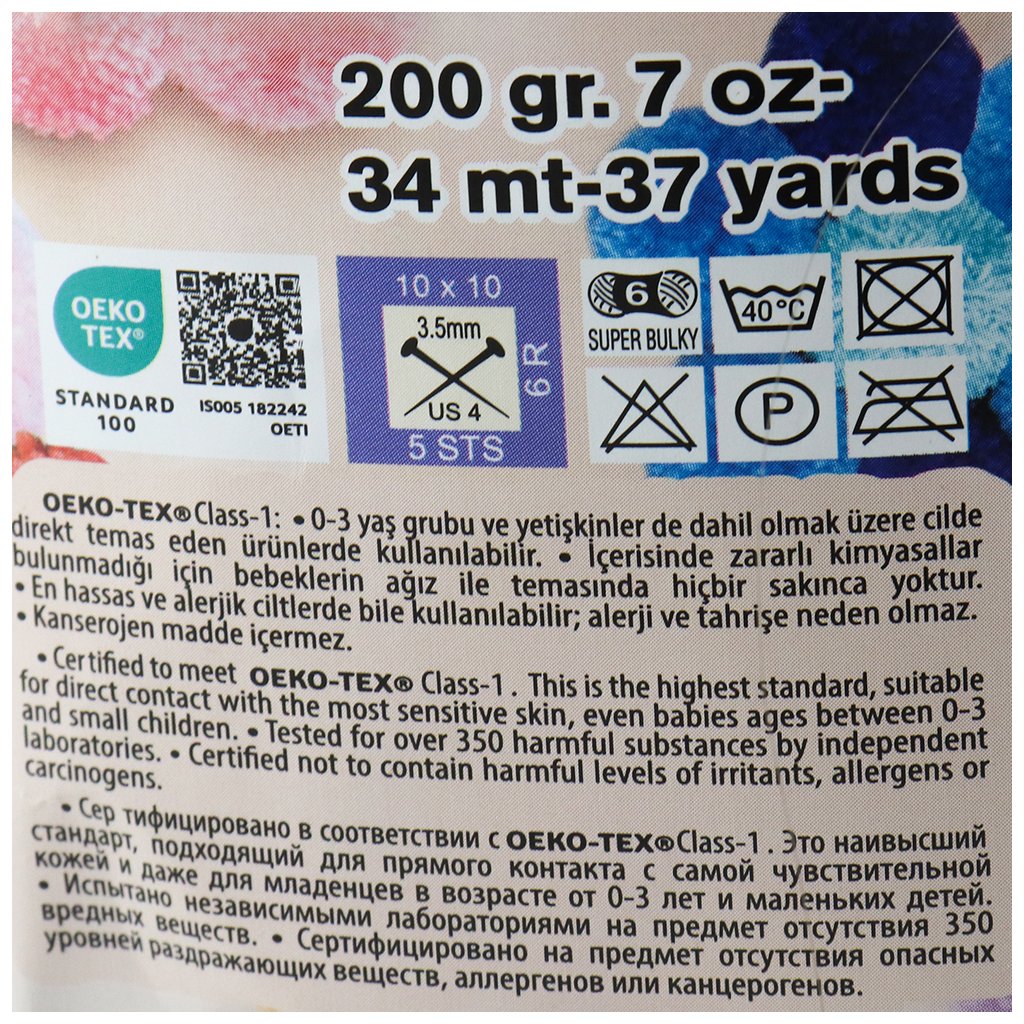 200 gr. 7 oz-
34 mt-37 yards
OEKO
TEX®
STANDARD
100
IS005 182242
OETI
10 x 10
3.5mm
US 4
6 R
5 STS
6
SUPER BULKY
40°C
P
OEKO-TEX® Class-1: • 0-3 yaş grubu ve yetişkinler de dahil olmak üzere cilde
direkt temas eden ürünlerde kullanılabilir. • İçerisinde zararlı kimyasallar
bulunmadığı için bebeklerin ağız ile temasında hiçbir sakınca yoktur.
• En hassas ve alerjik ciltlerde bile kullanılabilir; alerji ve tahrişe neden olmaz.
• Kanserojen madde içermez.
• Certified to meet OEKO-TEX® Class-1 . This is the highest standard, suitable
for direct contact with the most sensitive skin, even babies ages between 0-3
and small children. • Tested for over 350 harmful substances by independent
laboratories. • Certified not to contain harmful levels of irritants, allergens or
carcinogens.
• Сер тифицировано в соответствии с OEKO-TEX® Class-1 . Это наивысший
стандарт, подходящий для прямого контакта с самой чувствительной
кожей и даже для младенцев в возрасте от 0-3 лет и маленьких детей.
• Испытано независимыми лабораториями на предмет отсутствия 350
вредных веществ. • Сертифицировано на предмет отсутствия опасных
уровней раздражающих веществ, аллергенов или канцерогенов.